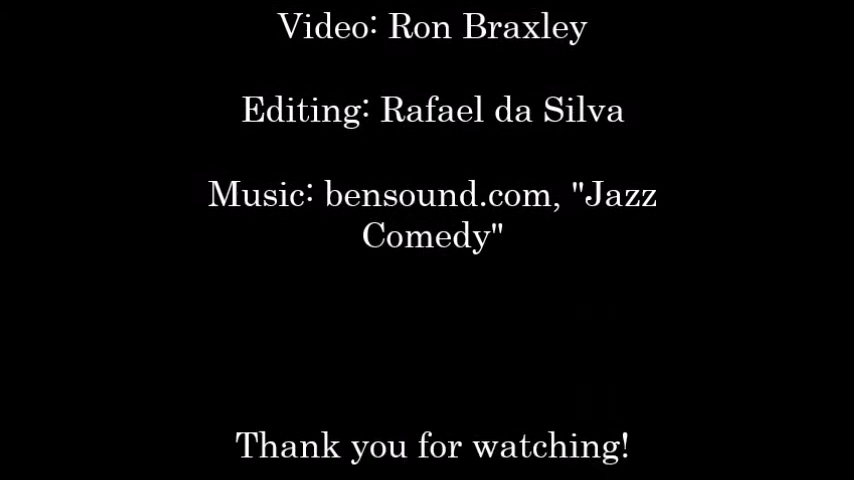 Video: Ron Braxley
Editing: Rafael da Silva
Music: bensound.com, "Jazz
Comedy"
Thank you for watching!